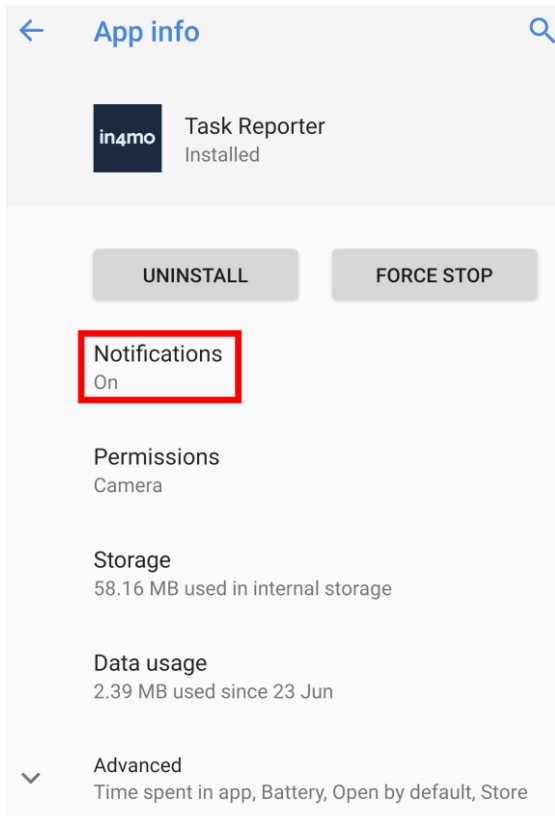 App info
in4mo
Task Reporter
Installed
UNINSTALL
FORCE STOP
Notifications
On
Permissions
Camera
Storage
58.16 MB used in internal storage
Data usage
2.39 MB used since 23 Jun
Advanced
Time spent in app, Battery, Open by default, Store